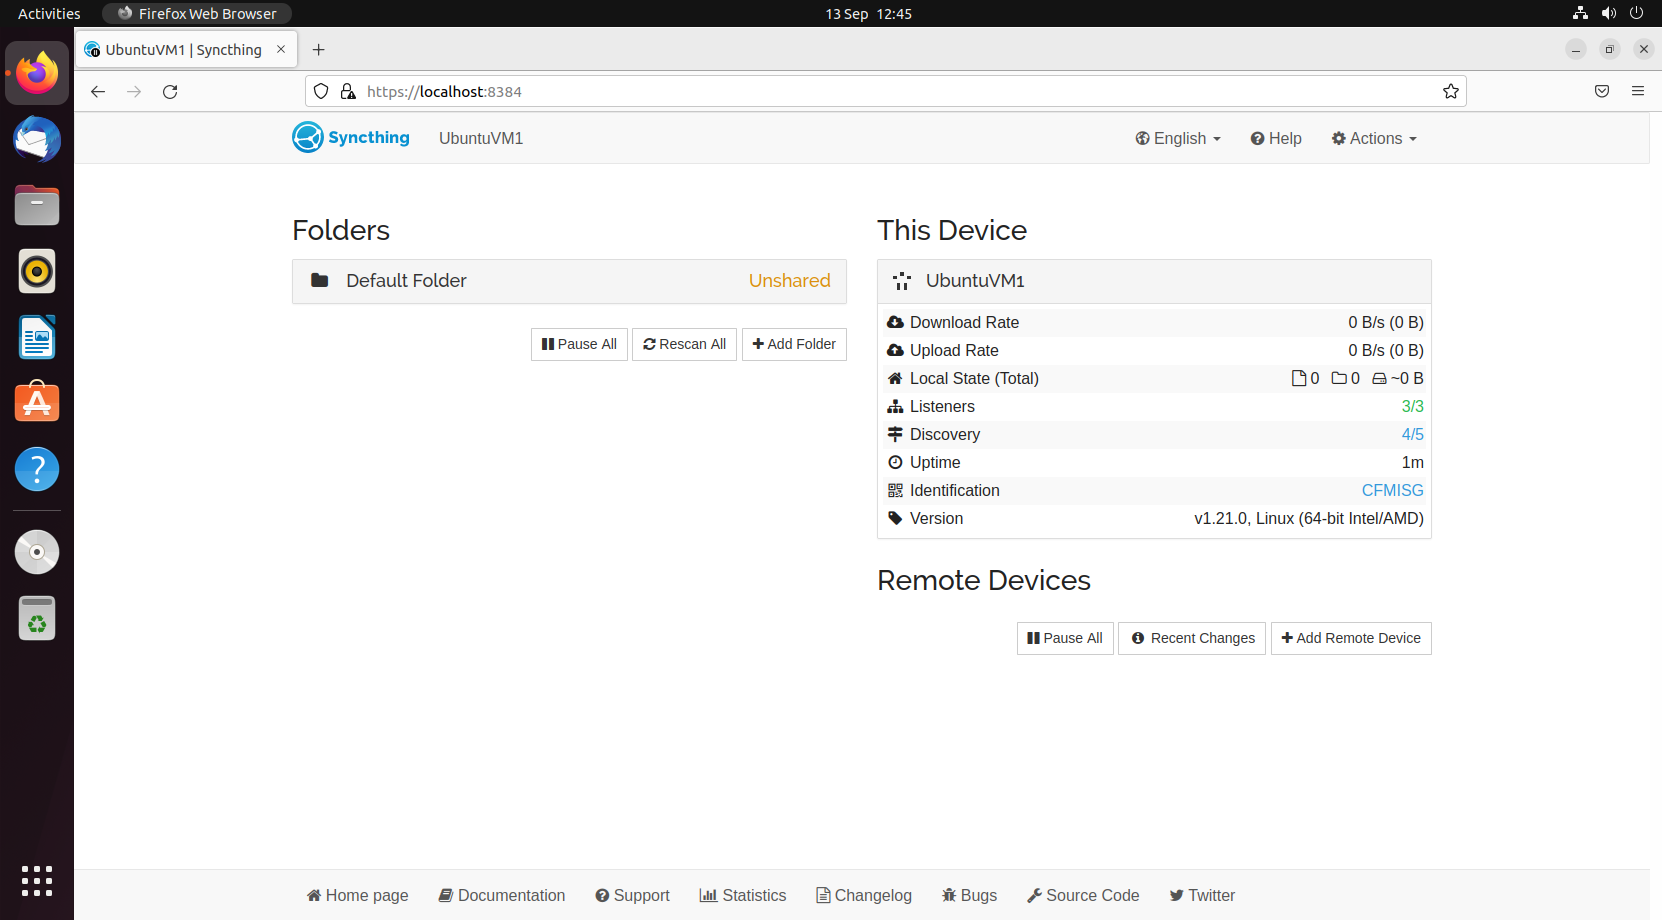 Activities Firefox Web Browser 13 Sep 12:45
UbuntuVM1 | Syncthing
https://localhost:8384
Syncthing UbuntuVM1 English Help Actions
Folders
Default Folder Unshared
Pause All Rescan All Add Folder
This Device
UbuntuVM1
Download Rate 0 B/s (0 B)
Upload Rate 0 B/s (0 B)
Local State (Total) 0 0 ~0 B
Listeners 3/3
Discovery 4/5
Uptime 1m
Identification CFMISG
Version v1.21.0, Linux (64-bit Intel/AMD)
Remote Devices
Pause All Recent Changes Add Remote Device
Home page Documentation Support Statistics Changelog Bugs Source Code Twitter